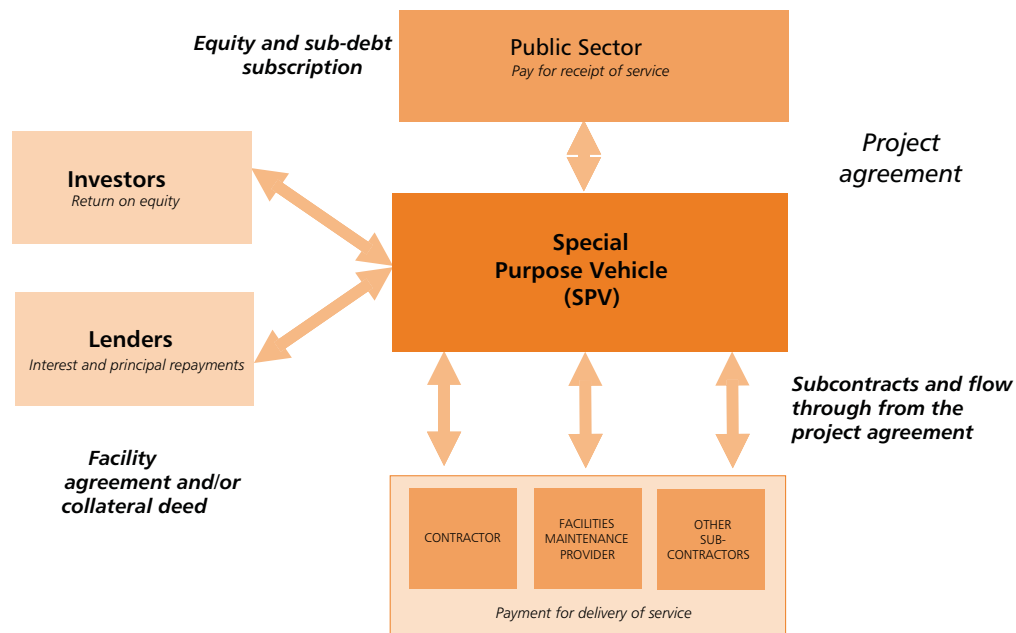 Equity and sub-debt
subscription
Public Sector
Pay for receipt of service
Project
agreement
Investors
Return on equity
Special
Purpose Vehicle
(SPV)
Lenders
Interest and principal repayments
Subcontracts and flow
through from the
project agreement
Facility
agreement and/or
collateral deed
CONTRACTOR
FACILITIES
MAINTENANCE
PROVIDER
OTHER
SUB-
CONTRACTORS
Payment for delivery of service